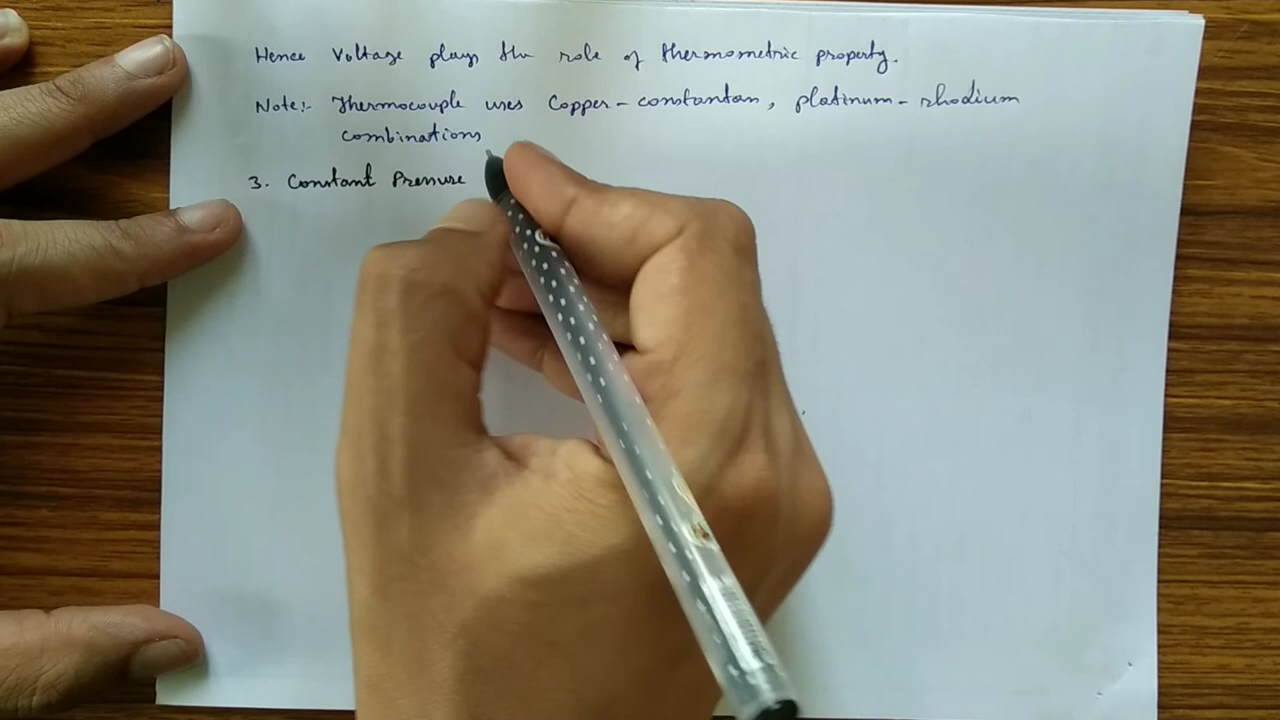 Hence Voltage plays the role of thermometric property.
Note:- Thermocouple uses Copper - constantan, platinum - rhodium
combinations
3. Constant Pressure